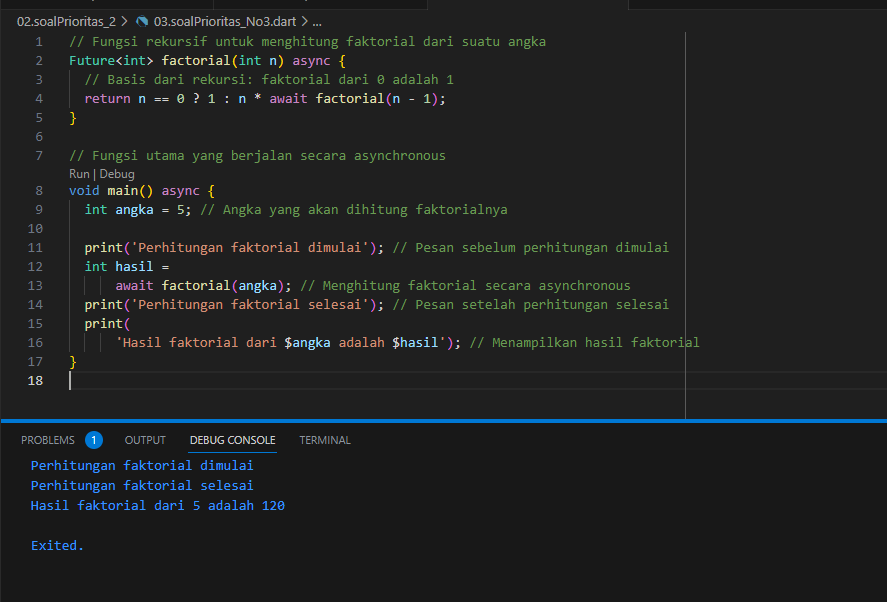 02.soalPrioritas_2 > 03.soalPrioritas_No3.dart > ...
1 // Fungsi rekursif untuk menghitung faktorial dari suatu angka
2 Future<int> factorial(int n) async {
3 // Basis dari rekursi: faktorial dari 0 adalah 1
4 return n == 0 ? 1 : n * await factorial(n - 1);
5 }
6
7 // Fungsi utama yang berjalan secara asynchronous
Run | Debug
8 void main() async {
9 int angka = 5; // Angka yang akan dihitung faktorialnya
10
11 print('Perhitungan faktorial dimulai'); // Pesan sebelum perhitungan dimulai
12 int hasil =
13 await factorial(angka); // Menghitung faktorial secara asynchronous
14 print('Perhitungan faktorial selesai'); // Pesan setelah perhitungan selesai
15 print(
16 'Hasil faktorial dari $angka adalah $hasil'); // Menampilkan hasil faktorial
17 }
18
PROBLEMS 1 OUTPUT DEBUG CONSOLE TERMINAL
Perhitungan faktorial dimulai
Perhitungan faktorial selesai
Hasil faktorial dari 5 adalah 120
Exited.